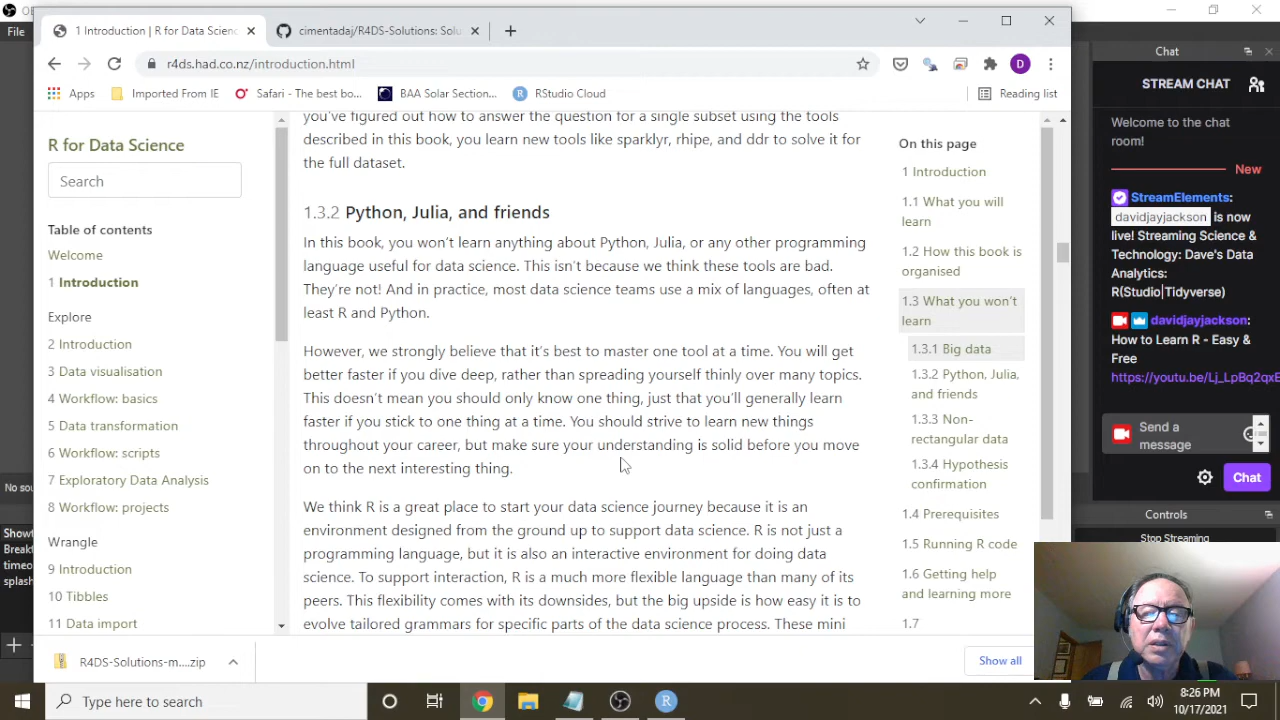 OB
File
1 Introduction | R for Data Scienc
cimentadaj/R4DS-Solutions: Solu
r4ds.had.co.nz/introduction.html
D
Apps
Imported From IE
Safari - The best bo...
BAA Solar Section...
RStudio Cloud
Reading list
R for Data Science
Search
Table of contents
Welcome
1 Introduction
Explore
2 Introduction
3 Data visualisation
4 Workflow: basics
5 Data transformation
6 Workflow: scripts
7 Exploratory Data Analysis
8 Workflow: projects
Wrangle
9 Introduction
10 Tibbles
11 Data import
you've figured out how to answer the question for a single subset using the tools
described in this book, you learn new tools like sparklyr, rhipe, and ddr to solve it for
the full dataset.
1.3.2 Python, Julia, and friends
In this book, you won't learn anything about Python, Julia, or any other programming
language useful for data science. This isn't because we think these tools are bad.
They're not! And in practice, most data science teams use a mix of languages, often at
least R and Python.
However, we strongly believe that it's best to master one tool at a time. You will get
better faster if you dive deep, rather than spreading yourself thinly over many topics.
This doesn't mean you should only know one thing, just that you'll generally learn
faster if you stick to one thing at a time. You should strive to learn new things
throughout your career, but make sure your understanding is solid before you move
on to the next interesting thing.
We think R is a great place to start your data science journey because it is an
environment designed from the ground up to support data science. R is not just a
programming language, but it is also an interactive environment for doing data
science. To support interaction, R is a much more flexible language than many of its
peers. This flexibility comes with its downsides, but the big upside is how easy it is to
evolve tailored grammars for specific parts of the data science process. These mini
On this page
1 Introduction
1.1 What you will
learn
1.2 How this book is
organised
1.3 What you won't
learn
1.3.1 Big data
1.3.2 Python, Julia,
and friends
1.3.3 Non-
rectangular data
1.3.4 Hypothesis
confirmation
1.4 Prerequisites
1.5 Running R code
1.6 Getting help
and learning more
1.7
Chat
STREAM CHAT
Welcome to the chat
room!
New
StreamElements:
davidjayjackson is now
live! Streaming Science &
Technology: Dave's Data
Analytics:
R(Studio|Tidyverse)
davidjayjackson:
How to Learn R - Easy &
Free
https://youtu.be/Lj_LpBq2qxE
Send a
message
Chat
Controls
Stop Streaming
No sou
Showt
Breakt
timeo
splash
R4DS-Solutions-m....zip
Show all
Type here to search
R
8:26 PM
10/17/2021